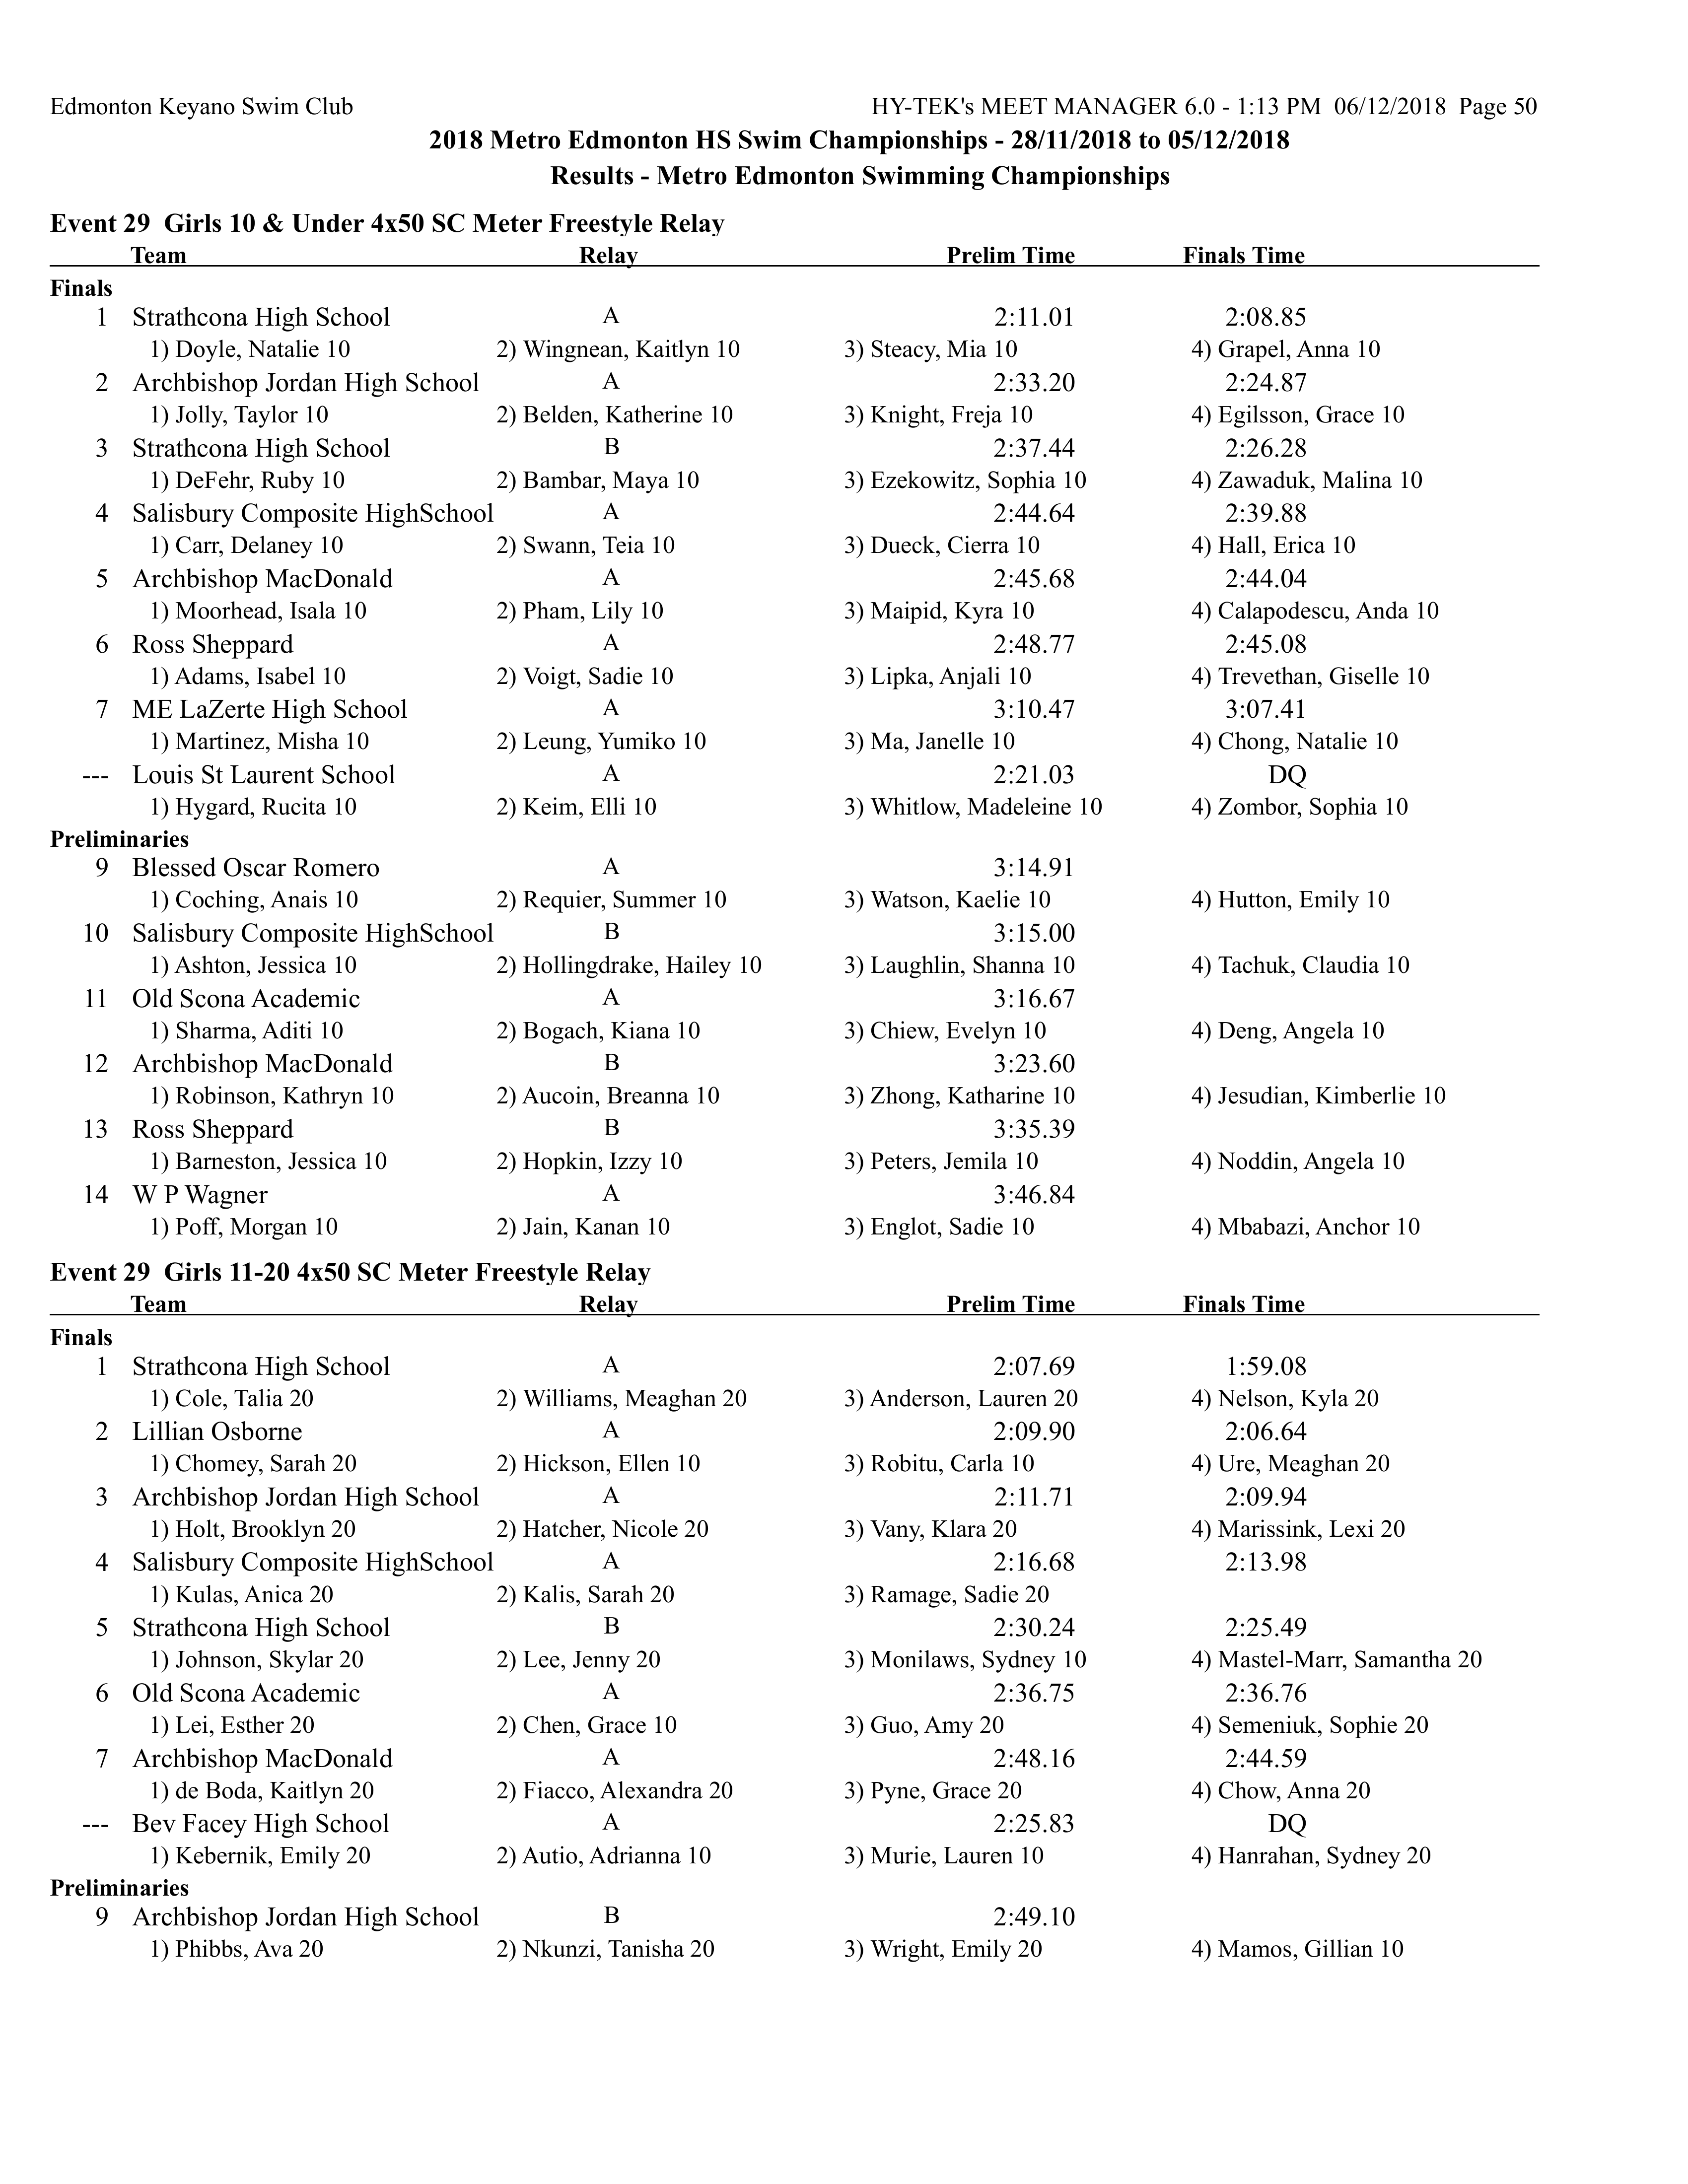 Edmonton Keyano Swim Club HY-TEK's MEET MANAGER 6.0 - 1:13 PM 06/12/2018 Page 50
2018 Metro Edmonton HS Swim Championships - 28/11/2018 to 05/12/2018
Results - Metro Edmonton Swimming Championships
Event 29 Girls 10 & Under 4x50 SC Meter Freestyle Relay
Team Relay Prelim Time Finals Time
Finals
1 Strathcona High School A 2:11.01 2:08.85
1) Doyle, Natalie 10 2) Wingnean, Kaitlyn 10 3) Steacy, Mia 10 4) Grapel, Anna 10
2 Archbishop Jordan High School A 2:33.20 2:24.87
1) Jolly, Taylor 10 2) Belden, Katherine 10 3) Knight, Freja 10 4) Egilsson, Grace 10
3 Strathcona High School B 2:37.44 2:26.28
1) DeFehr, Ruby 10 2) Bambar, Maya 10 3) Ezekowitz, Sophia 10 4) Zawaduk, Malina 10
4 Salisbury Composite HighSchool A 2:44.64 2:39.88
1) Carr, Delaney 10 2) Swann, Teia 10 3) Dueck, Cierra 10 4) Hall, Erica 10
5 Archbishop MacDonald A 2:45.68 2:44.04
1) Moorhead, Isala 10 2) Pham, Lily 10 3) Maipid, Kyra 10 4) Calapodescu, Anda 10
6 Ross Sheppard A 2:48.77 2:45.08
1) Adams, Isabel 10 2) Voigt, Sadie 10 3) Lipka, Anjali 10 4) Trevethan, Giselle 10
7 ME LaZerte High School A 3:10.47 3:07.41
1) Martinez, Misha 10 2) Leung, Yumiko 10 3) Ma, Janelle 10 4) Chong, Natalie 10
--- Louis St Laurent School A 2:21.03 DQ
1) Hygard, Rucita 10 2) Keim, Elli 10 3) Whitlow, Madeleine 10 4) Zombor, Sophia 10
Preliminaries
9 Blessed Oscar Romero A 3:14.91
1) Coching, Anais 10 2) Requier, Summer 10 3) Watson, Kaelie 10 4) Hutton, Emily 10
10 Salisbury Composite HighSchool B 3:15.00
1) Ashton, Jessica 10 2) Hollingdrake, Hailey 10 3) Laughlin, Shanna 10 4) Tachuk, Claudia 10
11 Old Scona Academic A 3:16.67
1) Sharma, Aditi 10 2) Bogach, Kiana 10 3) Chiew, Evelyn 10 4) Deng, Angela 10
12 Archbishop MacDonald B 3:23.60
1) Robinson, Kathryn 10 2) Aucoin, Breanna 10 3) Zhong, Katharine 10 4) Jesudian, Kimberlie 10
13 Ross Sheppard B 3:35.39
1) Barneston, Jessica 10 2) Hopkin, Izzy 10 3) Peters, Jemila 10 4) Noddin, Angela 10
14 W P Wagner A 3:46.84
1) Poff, Morgan 10 2) Jain, Kanan 10 3) Englot, Sadie 10 4) Mbabazi, Anchor 10
Event 29 Girls 11-20 4x50 SC Meter Freestyle Relay
Team Relay Prelim Time Finals Time
Finals
1 Strathcona High School A 2:07.69 1:59.08
1) Cole, Talia 20 2) Williams, Meaghan 20 3) Anderson, Lauren 20 4) Nelson, Kyla 20
2 Lillian Osborne A 2:09.90 2:06.64
1) Chomey, Sarah 20 2) Hickson, Ellen 10 3) Robitu, Carla 10 4) Ure, Meaghan 20
3 Archbishop Jordan High School A 2:11.71 2:09.94
1) Holt, Brooklyn 20 2) Hatcher, Nicole 20 3) Vany, Klara 20 4) Marissink, Lexi 20
4 Salisbury Composite HighSchool A 2:16.68 2:13.98
1) Kulas, Anica 20 2) Kalis, Sarah 20 3) Ramage, Sadie 20
5 Strathcona High School B 2:30.24 2:25.49
1) Johnson, Skylar 20 2) Lee, Jenny 20 3) Monilaws, Sydney 10 4) Mastel-Marr, Samantha 20
6 Old Scona Academic A 2:36.75 2:36.76
1) Lei, Esther 20 2) Chen, Grace 10 3) Guo, Amy 20 4) Semeniuk, Sophie 20
7 Archbishop MacDonald A 2:48.16 2:44.59
1) de Boda, Kaitlyn 20 2) Fiacco, Alexandra 20 3) Pyne, Grace 20 4) Chow, Anna 20
--- Bev Facey High School A 2:25.83 DQ
1) Kebernik, Emily 20 2) Autio, Adrianna 10 3) Murie, Lauren 10 4) Hanrahan, Sydney 20
Preliminaries
9 Archbishop Jordan High School B 2:49.10
1) Phibbs, Ava 20 2) Nkunzi, Tanisha 20 3) Wright, Emily 20 4) Mamos, Gillian 10